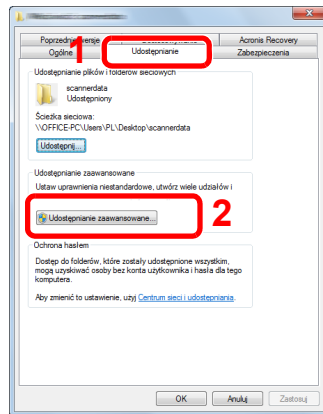 Poprzednie wersje
Acronis Recovery
Ogólne
Udostępnianie
Zabezpieczenia
1
Udostępnianie plików i folderów sieciowych
scannerdata
Udostępniony
Ścieżka sieciowa:
\\OFFICE-PC\Users\PL\Desktop\scannerdata
Udostępnij...
Udostępnianie zaawansowane
Ustaw uprawnienia niestandardowe, utwórz wiele udziałów i
Udostępnianie zaawansowane...
2
Ochrona hasłem
Dostęp do folderów, które zostały udostępnione wszystkim,
mogą uzyskiwać osoby bez konta użytkownika i hasła dla tego
komputera.
Aby zmienić to ustawienie, użyj Centrum sieci i udostępniania.
OK
Anuluj
Zastosuj